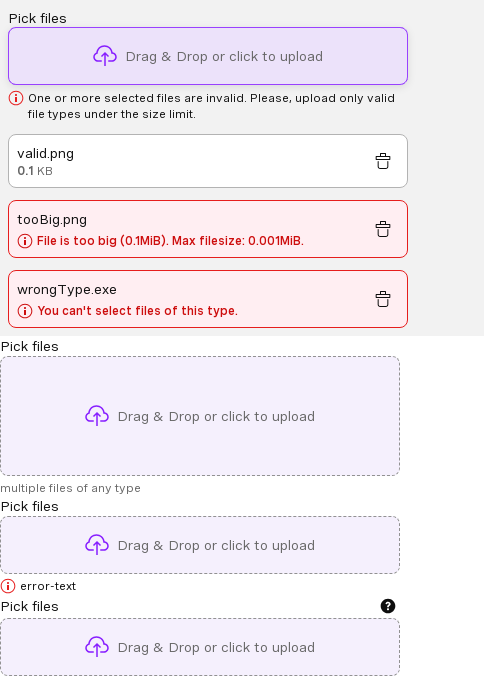 Pick files
Drag & Drop or click to upload
One or more selected files are invalid. Please, upload only valid
file types under the size limit.
valid.png
0.1 KB
tooBig.png
File is too big (0.1MiB). Max filesize: 0.001MiB.
wrongType.exe
You can't select files of this type.
Pick files
Drag & Drop or click to upload
multiple files of any type
Pick files
Drag & Drop or click to upload
error-text
Pick files
?
Drag & Drop or click to upload